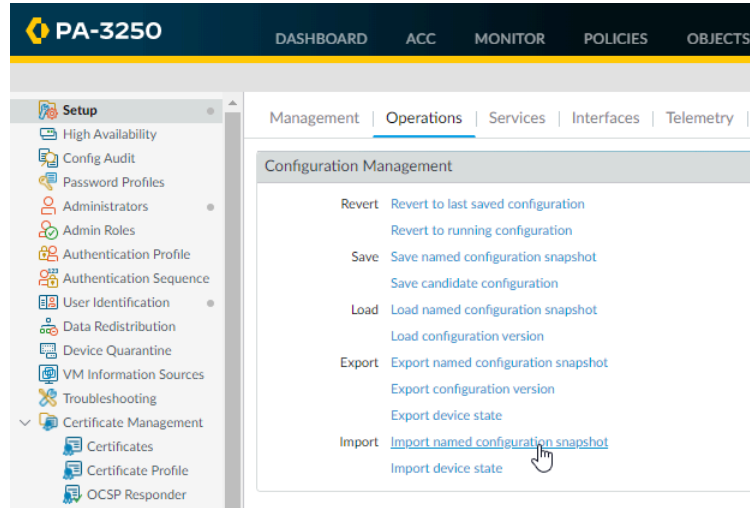 PA-3250
DASHBOARD ACC MONITOR POLICIES OBJECTS
Setup
High Availability
Config Audit
Password Profiles
Administrators
Admin Roles
Authentication Profile
Authentication Sequence
User Identification
Data Redistribution
Device Quarantine
VM Information Sources
Troubleshooting
Certificate Management
Certificates
Certificate Profile
OCSP Responder
Management | Operations | Services | Interfaces | Telemetry |
Configuration Management
Revert Revert to last saved configuration
Revert to running configuration
Save Save named configuration snapshot
Save candidate configuration
Load Load named configuration snapshot
Load configuration version
Export Export named configuration snapshot
Export configuration version
Export device state
Import Import named configuration snapshot
Import device state